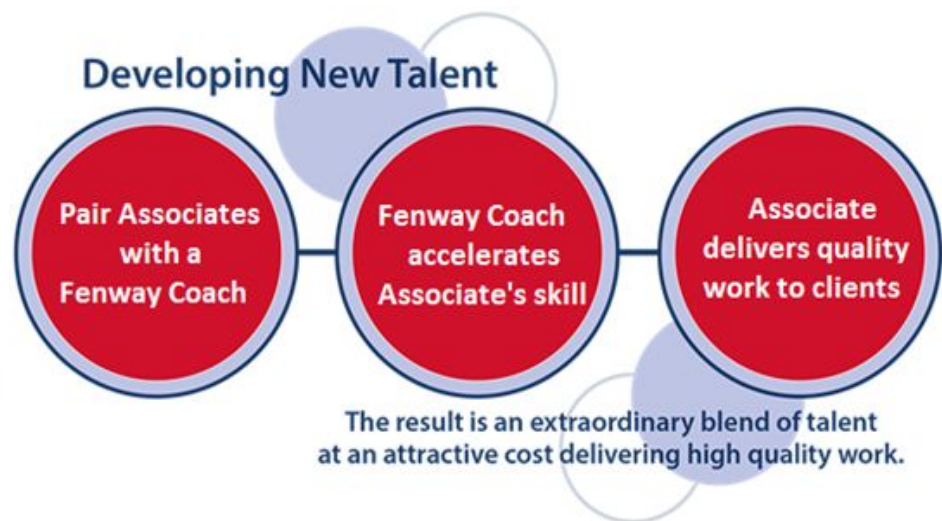 Developing New Talent
Pair Associates
with a
Fenway Coach
Fenway Coach
accelerates
Associate's skill
Associate
delivers quality
work to clients
The result is an extraordinary blend of talent
at an attractive cost delivering high quality work.